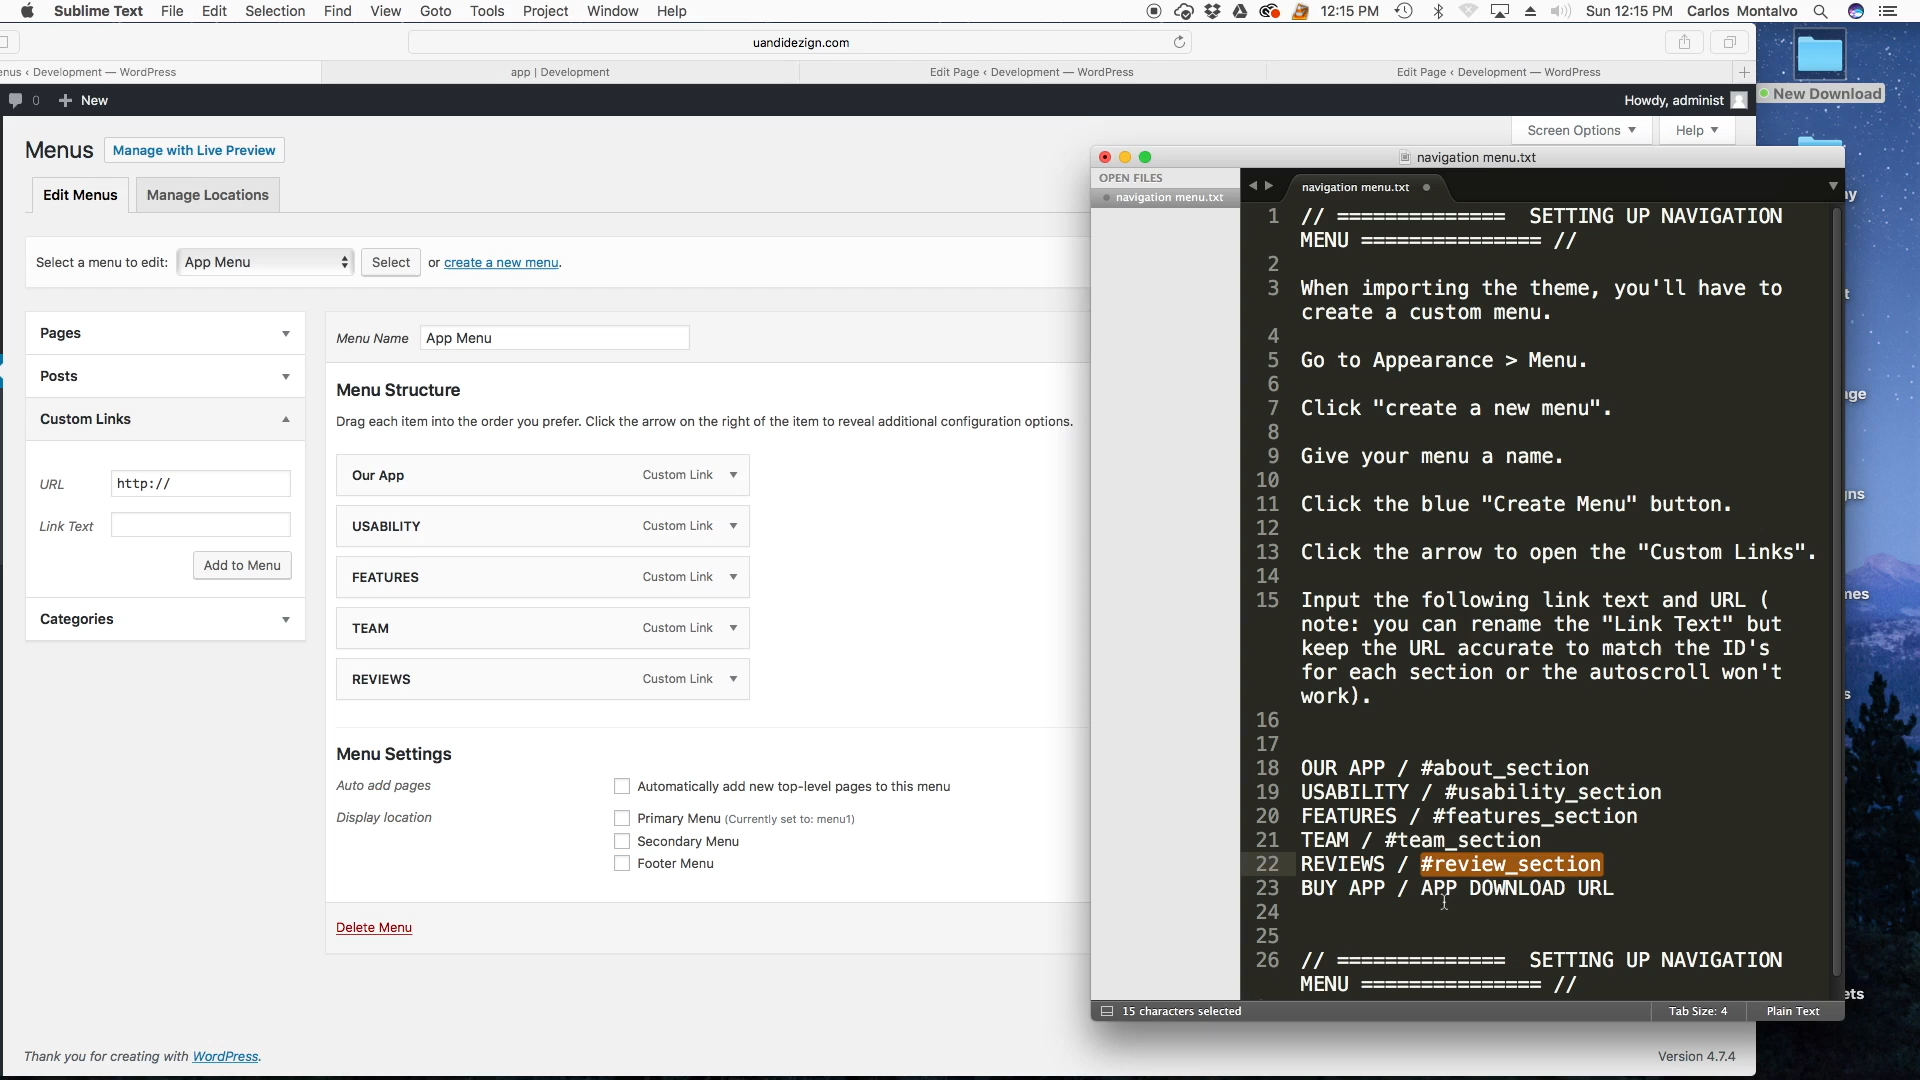 Sublime Text File Edit Selection Find View Goto Tools Project Window Help 12:15 PM Sun 12:15 PM Carlos Montalvo
uandidezign.com
enus ‹ Development — WordPress
app | Development
Edit Page ‹ Development — WordPress
Edit Page ‹ Development — WordPress
New Download
0 New
Howdy, administ
Screen Options Help
Menus Manage with Live Preview
Edit Menus Manage Locations
Select a menu to edit: App Menu Select or create a new menu.
Pages
Posts
Custom Links
URL http://
Link Text
Add to Menu
Categories
Menu Name App Menu
Menu Structure
Drag each item into the order you prefer. Click the arrow on the right of the item to reveal additional configuration options.
Our App Custom Link
USABILITY Custom Link
FEATURES Custom Link
TEAM Custom Link
REVIEWS Custom Link
Menu Settings
Auto add pages Automatically add new top-level pages to this menu
Display location Primary Menu (Currently set to: menu1)
Secondary Menu
Footer Menu
Delete Menu
Thank you for creating with WordPress.
Version 4.7.4
navigation menu.txt
OPEN FILES
navigation menu.txt
navigation menu.txt
1 // ============== SETTING UP NAVIGATION
MENU =============== //
2
3 When importing the theme, you'll have to
create a custom menu.
4
5 Go to Appearance > Menu.
6
7 Click "create a new menu".
8
9 Give your menu a name.
10
11 Click the blue "Create Menu" button.
12
13 Click the arrow to open the "Custom Links".
14
15 Input the following link text and URL (
note: you can rename the "Link Text" but
keep the URL accurate to match the ID's
for each section or the autoscroll won't
work).
16
17
18 OUR APP / #about_section
19 USABILITY / #usability_section
20 FEATURES / #features_section
21 TEAM / #team_section
22 REVIEWS / #review_section
23 BUY APP / APP DOWNLOAD URL
24
25
26 // ============== SETTING UP NAVIGATION
MENU =============== //
15 characters selected Tab Size: 4 Plain Text